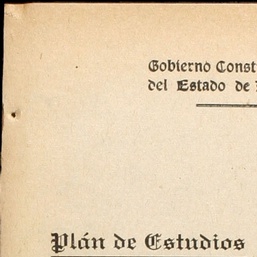 Gobierno Const
del Estado de
Plán de Estudios